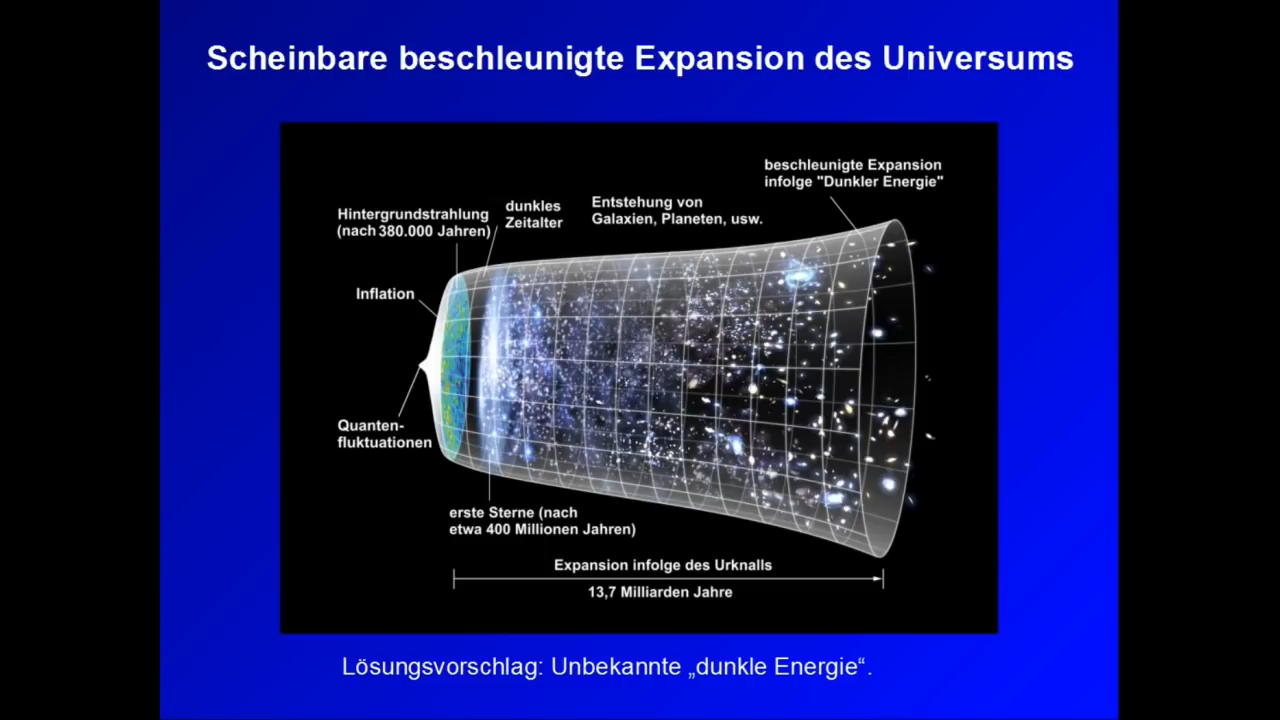 Scheinbare beschleunigte Expansion des Universums
beschleunigte Expansion
infolge "Dunkler Energie"
Entstehung von
Galaxien, Planeten, usw.
dunkles
Zeitalter
Hintergrundstrahlung
(nach 380.000 Jahren)
Inflation
Quanten-
fluktuationen
erste Sterne (nach
etwa 400 Millionen Jahren)
Expansion infolge des Urknalls
13,7 Milliarden Jahre
Lösungsvorschlag: Unbekannte „dunkle Energie“.